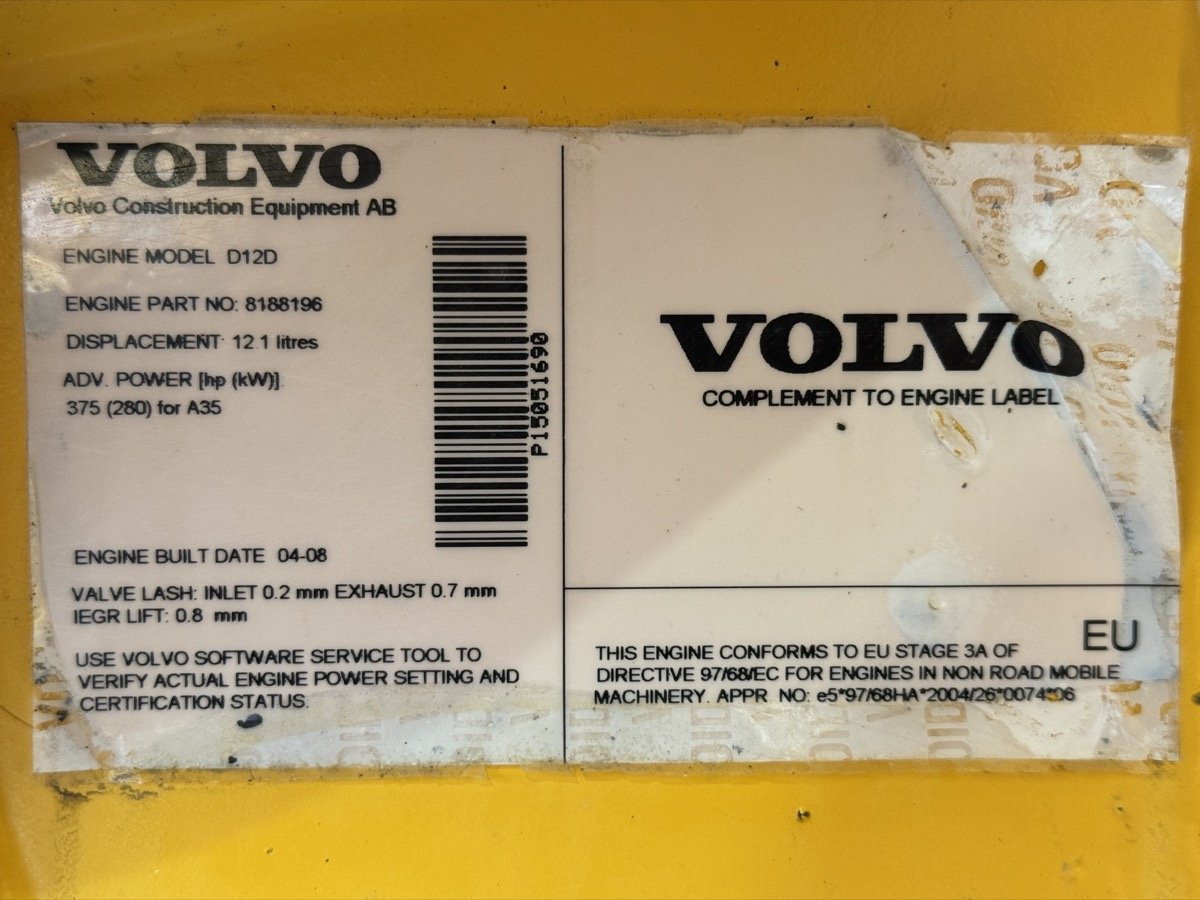 VOLVO
Volvo Construction Equipment AB
ENGINE MODEL D12D
ENGINE PART NO: 8188196
DISPLACEMENT 12.1 litres
ADV. POWER [hp (kW)]
375 (280) for A35
P15051690
ENGINE BUILT DATE 04-08
VALVE LASH: INLET 0.2 mm EXHAUST 0.7 mm
IEGR LIFT: 0.8 mm
USE VOLVO SOFTWARE SERVICE TOOL TO
VERIFY ACTUAL ENGINE POWER SETTING AND
CERTIFICATION STATUS.
VOLVO
COMPLEMENT TO ENGINE LABEL
EU
THIS ENGINE CONFORMS TO EU STAGE 3A OF
DIRECTIVE 97/68/EC FOR ENGINES IN NON ROAD MOBILE
MACHINERY. APPR NO: e5*97/68HA*2004/26*0074*06